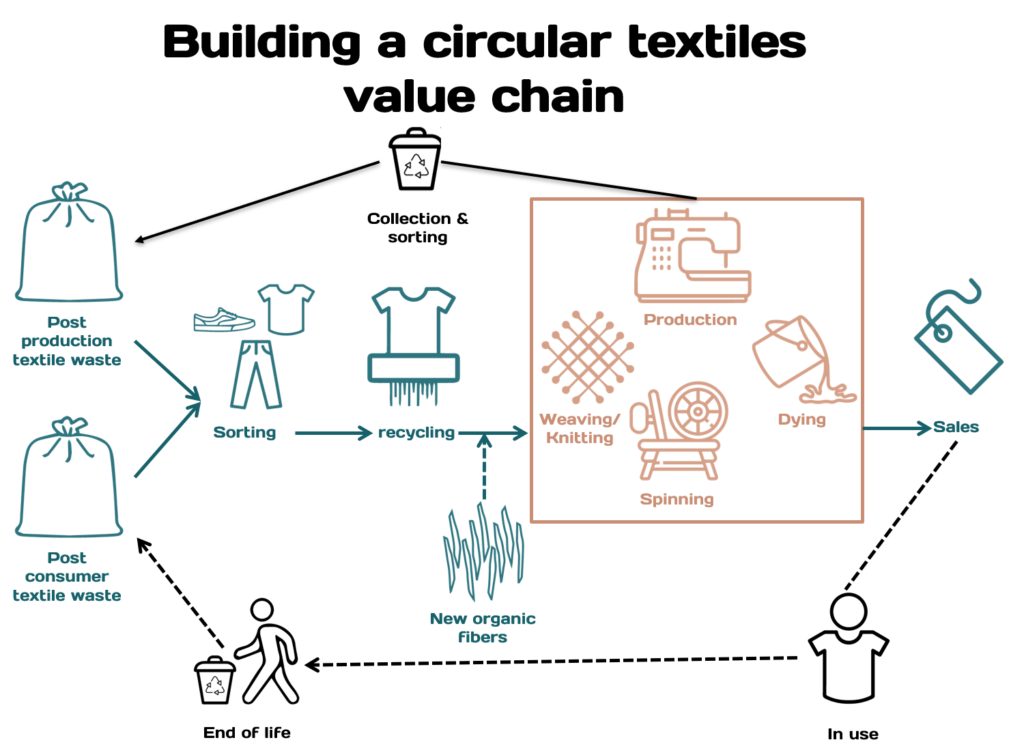 Building a circular textiles
value chain
Collection &
sorting
Post
production
textile waste
Production
Weaving/
Knitting
Dying
Spinning
Sorting
recycling
Sales
Post
consumer
textile waste
New organic
fibers
End of life
In use